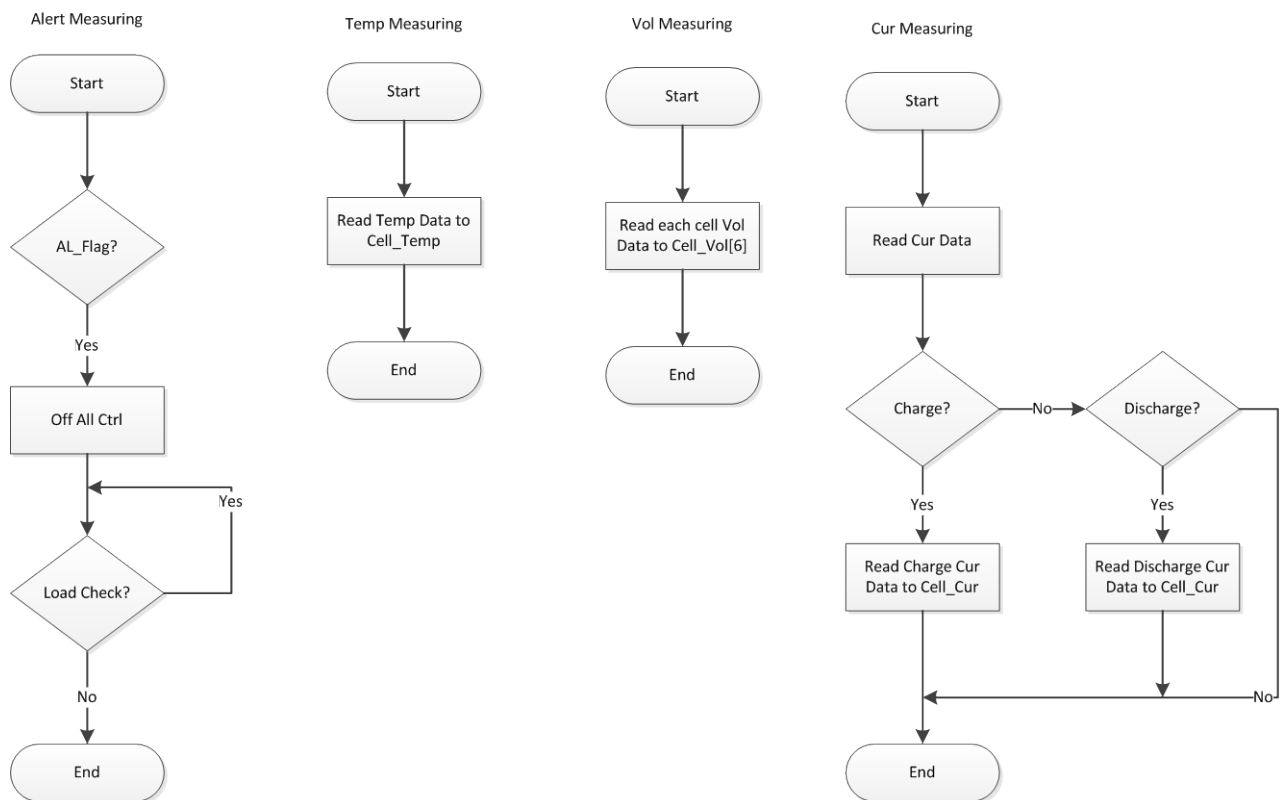 Alert Measuring
Start
AL_Flag?
Yes
Off All Ctrl
Yes
Load Check?
No
End
Temp Measuring
Start
Read Temp Data to
Cell_Temp
End
Vol Measuring
Start
Read each cell Vol
Data to Cell_Vol[6]
End
Cur Measuring
Start
Read Cur Data
Charge?
No
Discharge?
Yes
Yes
Read Charge Cur
Data to Cell_Cur
Read Discharge Cur
Data to Cell_Cur
No
End